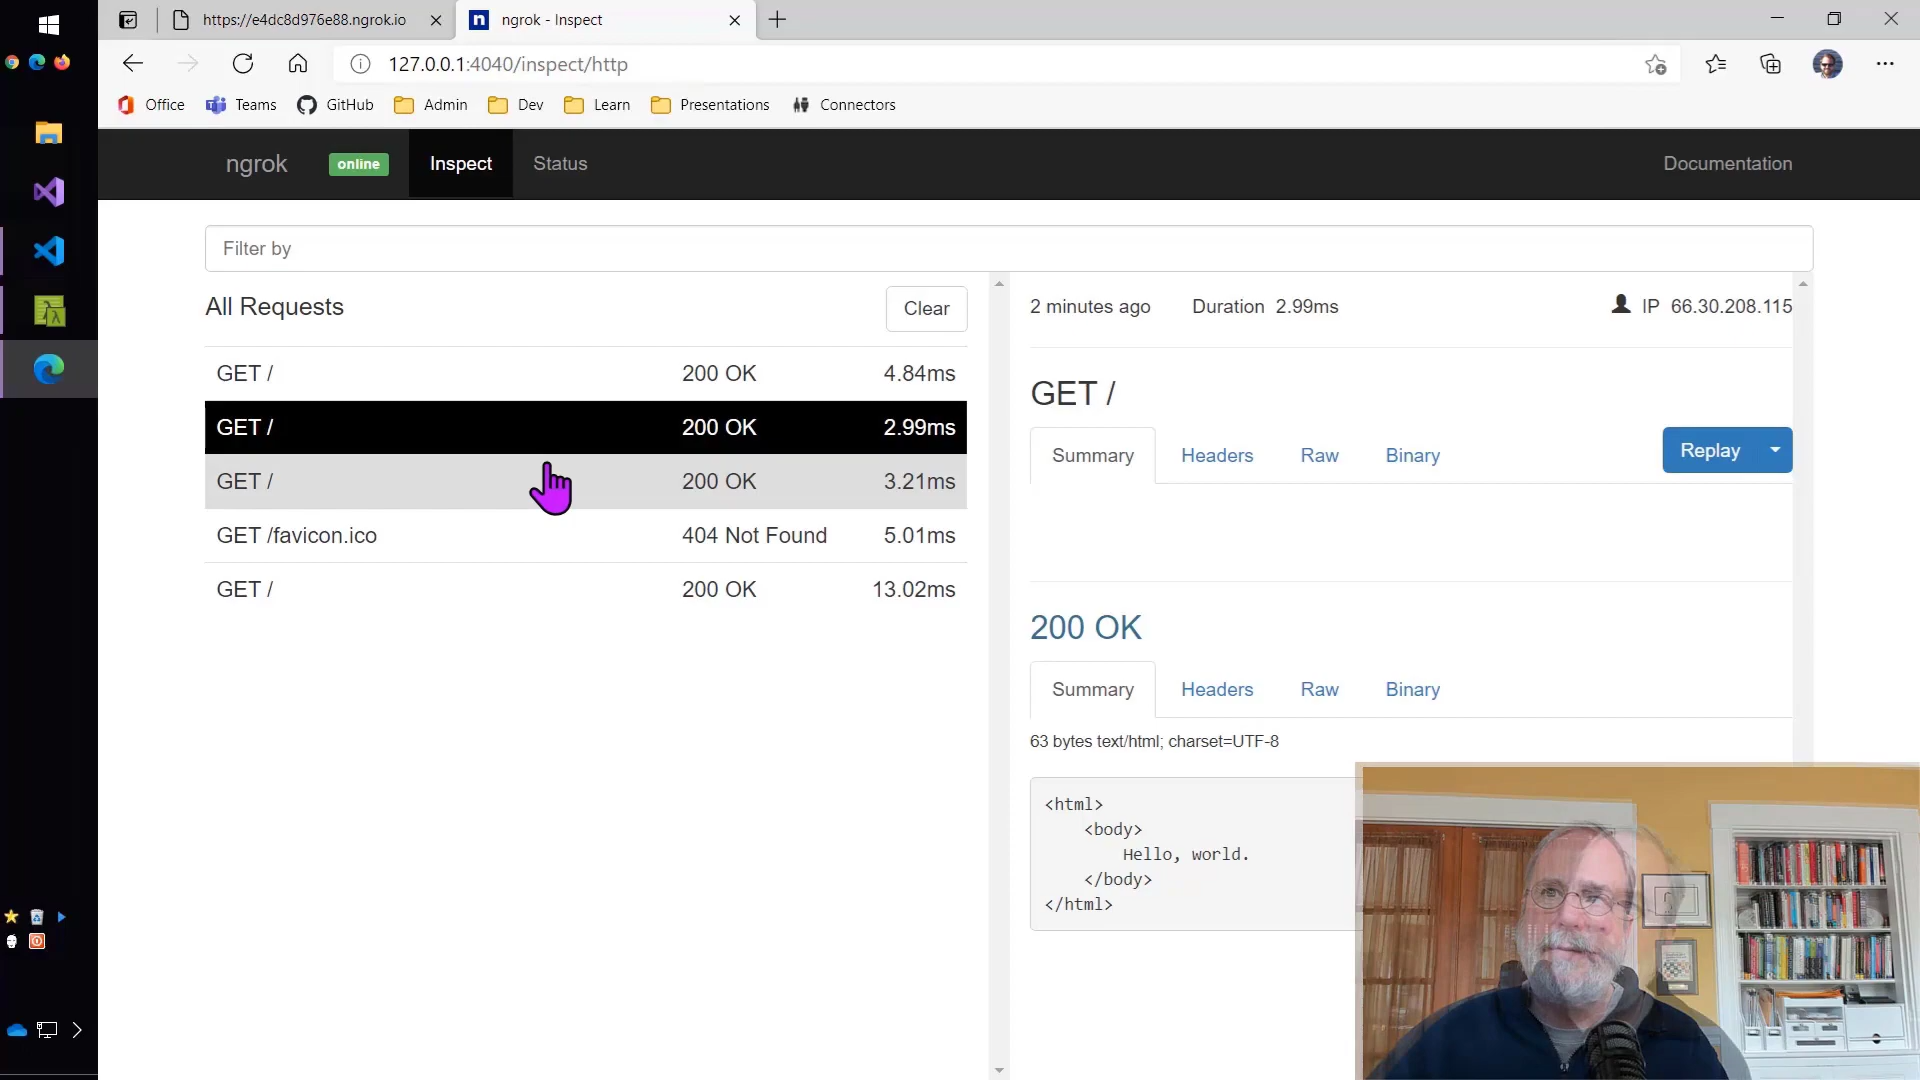 https://e4dc8d976e88.ngrok.io
ngrok - Inspect
127.0.0.1:4040/inspect/http
Office Teams GitHub Admin Dev Learn Presentations Connectors
ngrok online Inspect Status Documentation
Filter by
All Requests Clear
GET / 200 OK 4.84ms
GET / 200 OK 2.99ms
GET / 200 OK 3.21ms
GET /favicon.ico 404 Not Found 5.01ms
GET / 200 OK 13.02ms
2 minutes ago Duration 2.99ms IP 66.30.208.115
GET /
Summary Headers Raw Binary Replay
200 OK
Summary Headers Raw Binary
63 bytes text/html; charset=UTF-8
<html>
<body>
Hello, world.
</body>
</html>